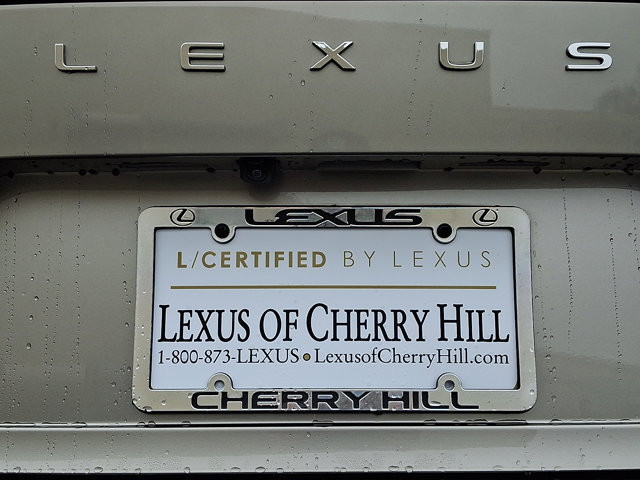 LEXUS
LEXUS
L/CERTIFIED BY LEXUS
LEXUS OF CHERRY HILL
1-800-873-LEXUS • LexusofCherryHill.com
CHERRY HILL